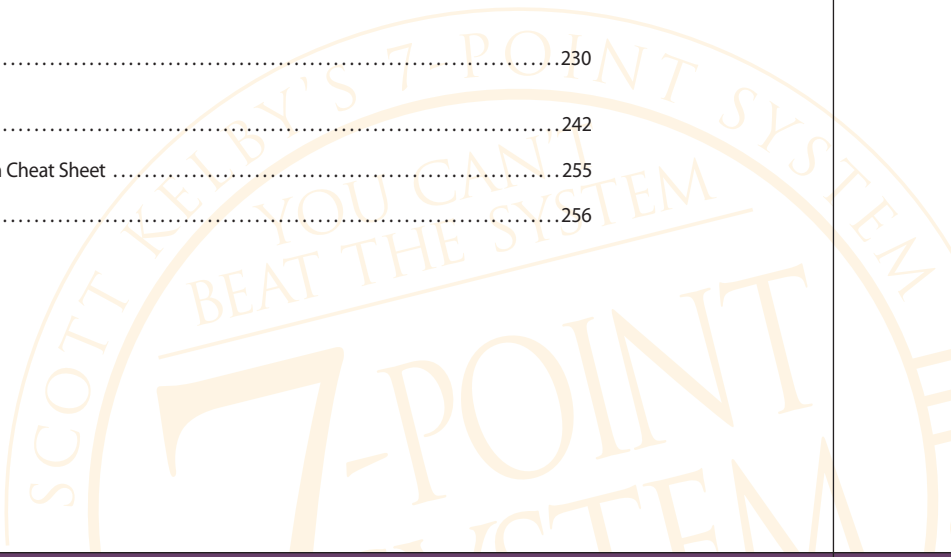 ......230
......242
Cheat Sheet ......255
......256
SCOTT KELBY'S 7-POINT SYSTEM
YOU CAN'T
BEAT THE SYSTEM
7-POINT
SYSTEM